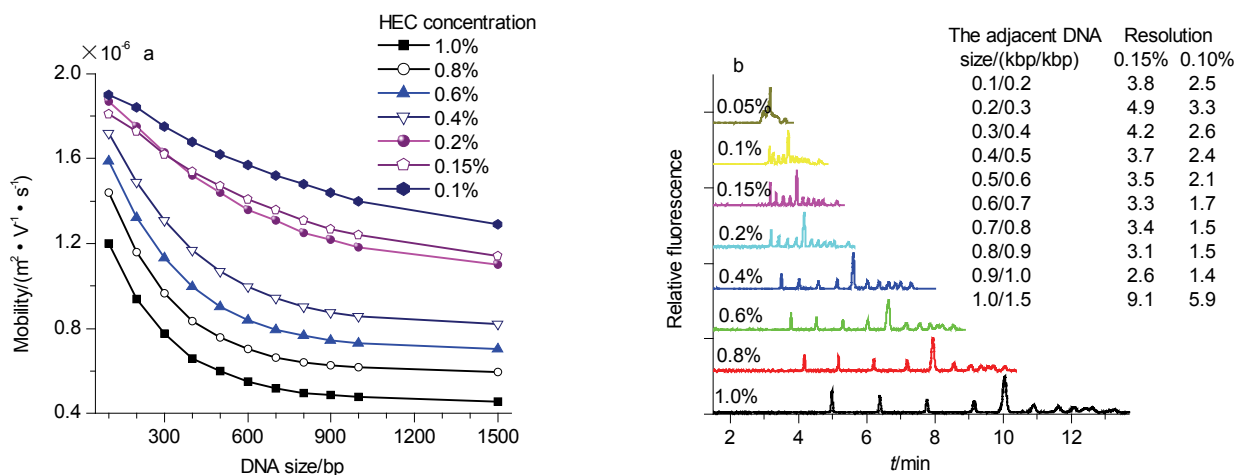 ×10⁻⁶ a
HEC concentration
1.0%
0.8%
0.6%
0.4%
0.2%
0.15%
0.1%
2.0
1.6
1.2
0.8
0.4
Mobility/(m² • V⁻¹ • s⁻¹)
300 600 900 1200 1500
DNA size/bp
b
The adjacent DNA Resolution
size/(kbp/kbp) 0.15% 0.10%
0.1/0.2 3.8 2.5
0.2/0.3 4.9 3.3
0.3/0.4 4.2 2.6
0.4/0.5 3.7 2.4
0.5/0.6 3.5 2.1
0.6/0.7 3.3 1.7
0.7/0.8 3.4 1.5
0.8/0.9 3.1 1.5
0.9/1.0 2.6 1.4
1.0/1.5 9.1 5.9
0.05%
0.1%
0.15%
0.2%
0.4%
0.6%
0.8%
1.0%
Relative fluorescence
2 4 6 8 10 12
t/min